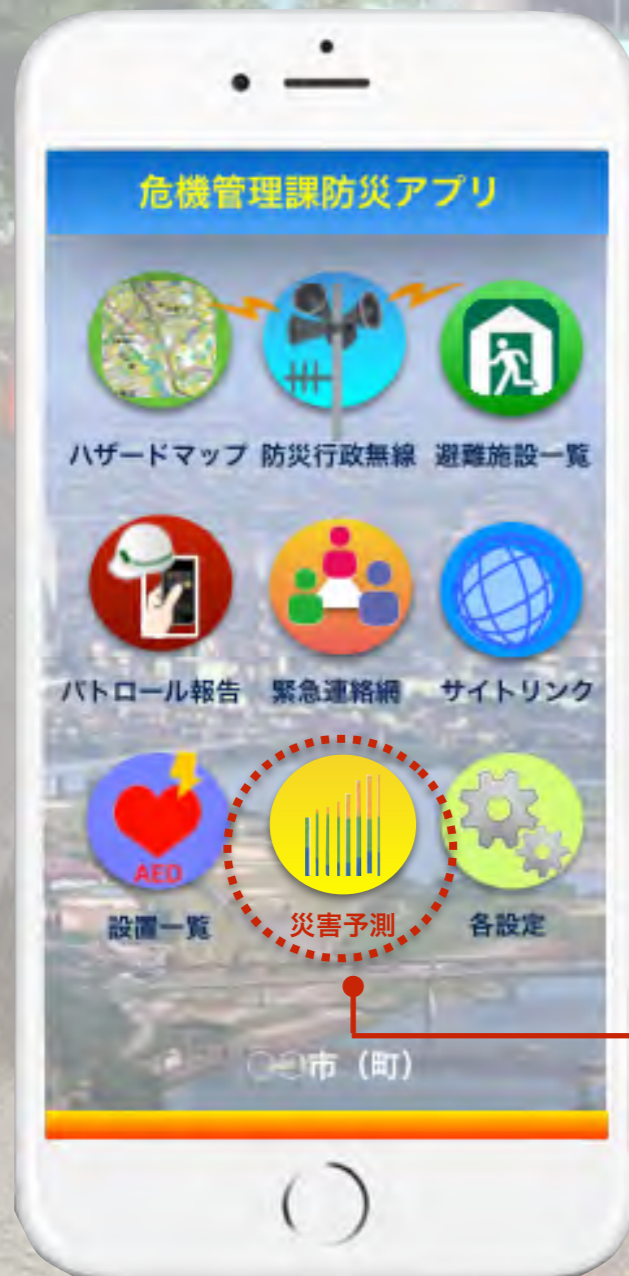 危機管理課防災アプリ
ハザードマップ 防災行政無線 避難施設一覧
パトロール報告 緊急連絡網 サイトリンク
AED
設置一覧 災害予測 各設定
〇〇市（町）